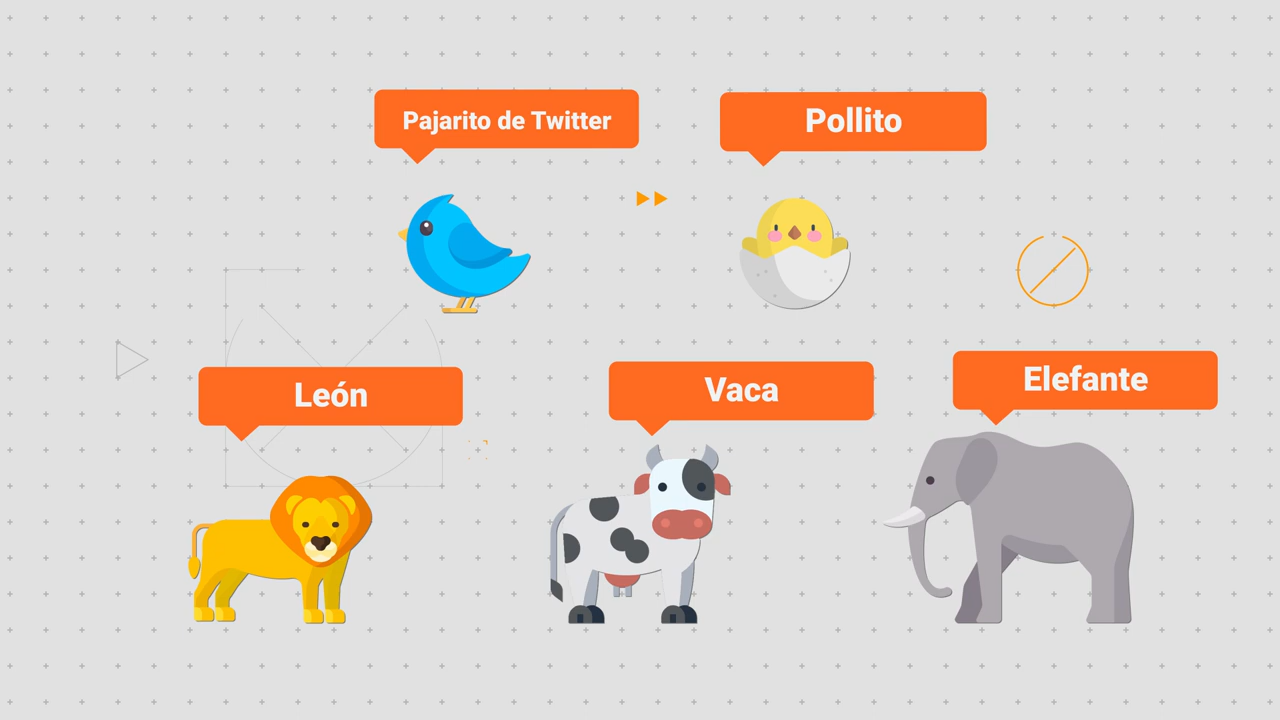 Pajarito de Twitter
Pollito
León
Vaca
Elefante